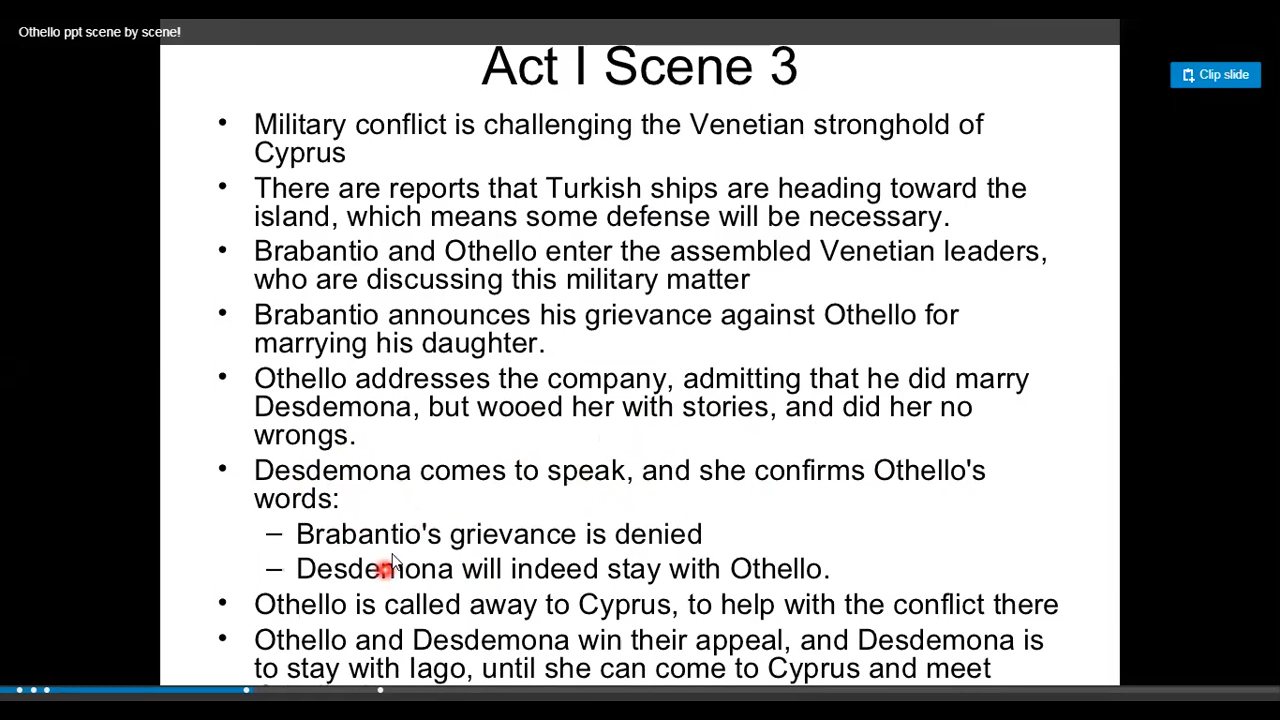 Othello ppt scene by scene!
Clip slide
Act I Scene 3
• Military conflict is challenging the Venetian stronghold of
Cyprus
• There are reports that Turkish ships are heading toward the
island, which means some defense will be necessary.
• Brabantio and Othello enter the assembled Venetian leaders,
who are discussing this military matter
• Brabantio announces his grievance against Othello for
marrying his daughter.
• Othello addresses the company, admitting that he did marry
Desdemona, but wooed her with stories, and did her no
wrongs.
• Desdemona comes to speak, and she confirms Othello's
words:
– Brabantio's grievance is denied
– Desdemona will indeed stay with Othello.
• Othello is called away to Cyprus, to help with the conflict there
• Othello and Desdemona win their appeal, and Desdemona is
to stay with Iago, until she can come to Cyprus and meet